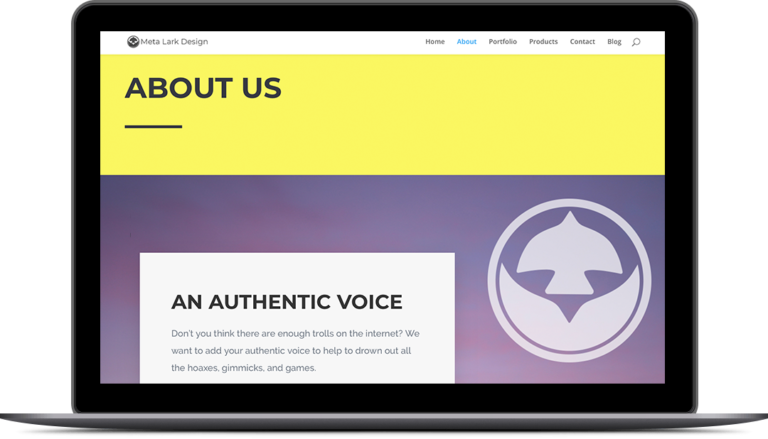 Meta Lark Design
Home About Portfolio Products Contact Blog
ABOUT US
AN AUTHENTIC VOICE
Don't you think there are enough trolls on the internet? We
want to add your authentic voice to help to drown out all
the hoaxes, gimmicks, and games.